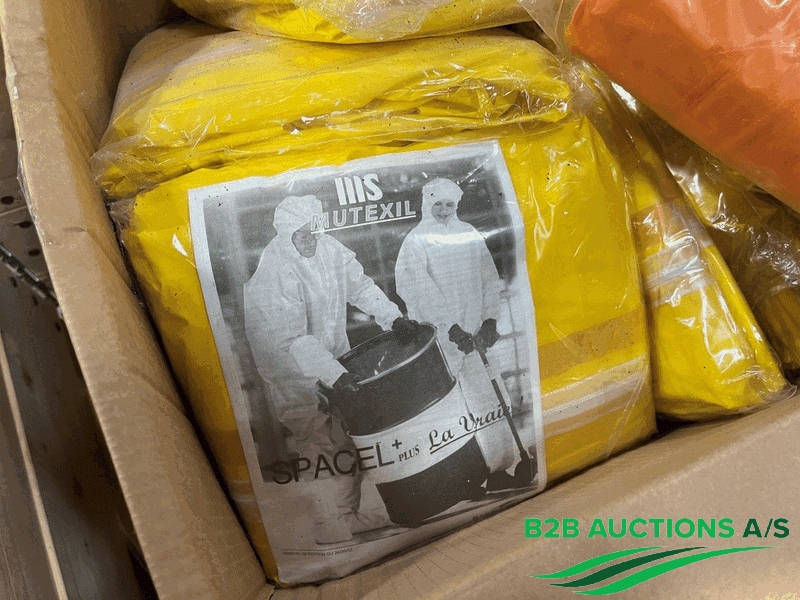 MS
MUTEXIL
SPACEL+
PLUS La Vraie!
B2B AUCTIONS A/S